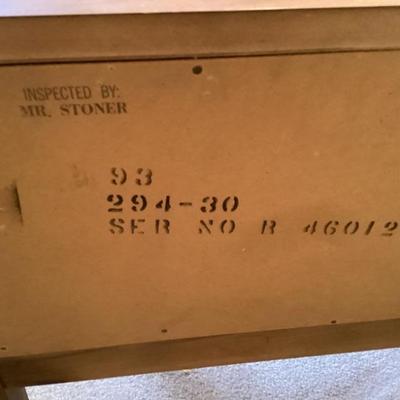 INSPECTED BY:
MR. STONER
93
294-30
SER NO R 46012